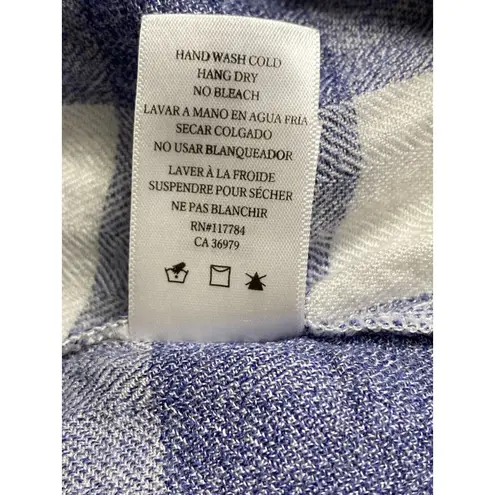 HAND WASH COLD
HANG DRY
NO BLEACH
LAVAR A MANO EN AGUA FRIA
SECAR COLGADO
NO USAR BLANQUEADOR
LAVER À LA FROIDE
SUSPENDRE POUR SÉCHER
NE PAS BLANCHIR
RN#117784
CA 36979